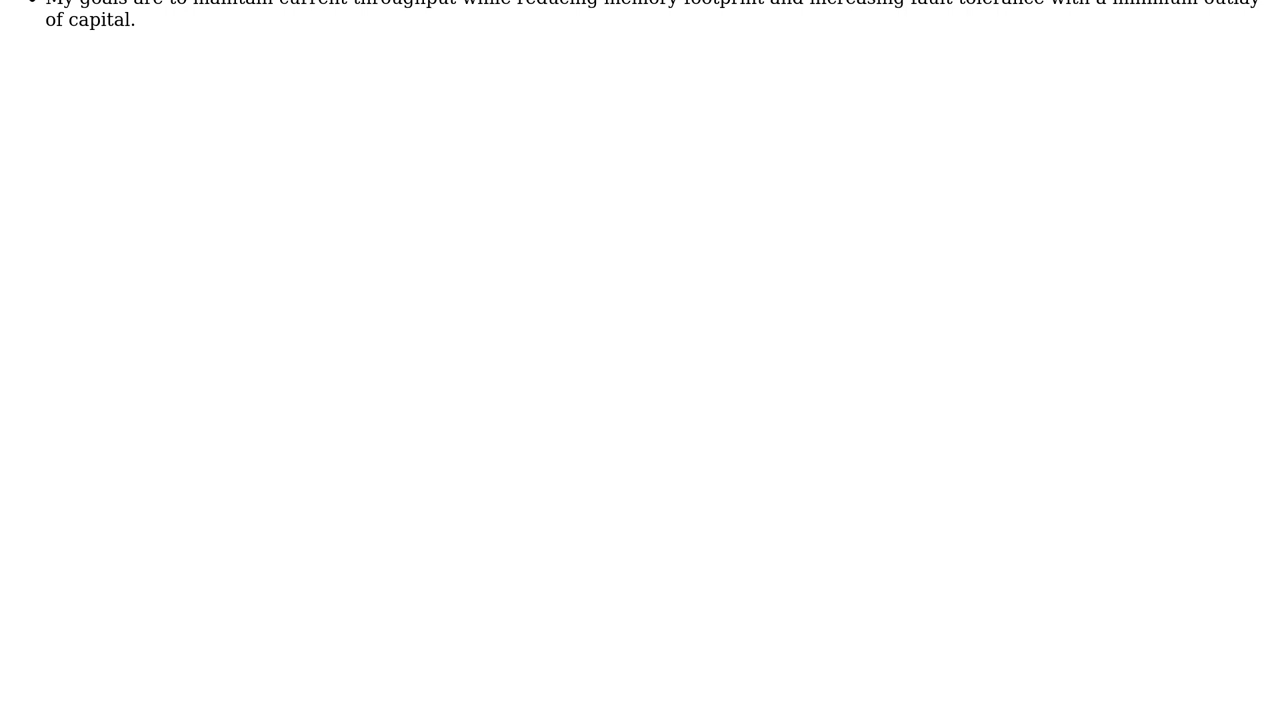 • My goals are to maintain current throughput while reducing memory footprint and increasing fault tolerance with a minimum outlay
of capital.